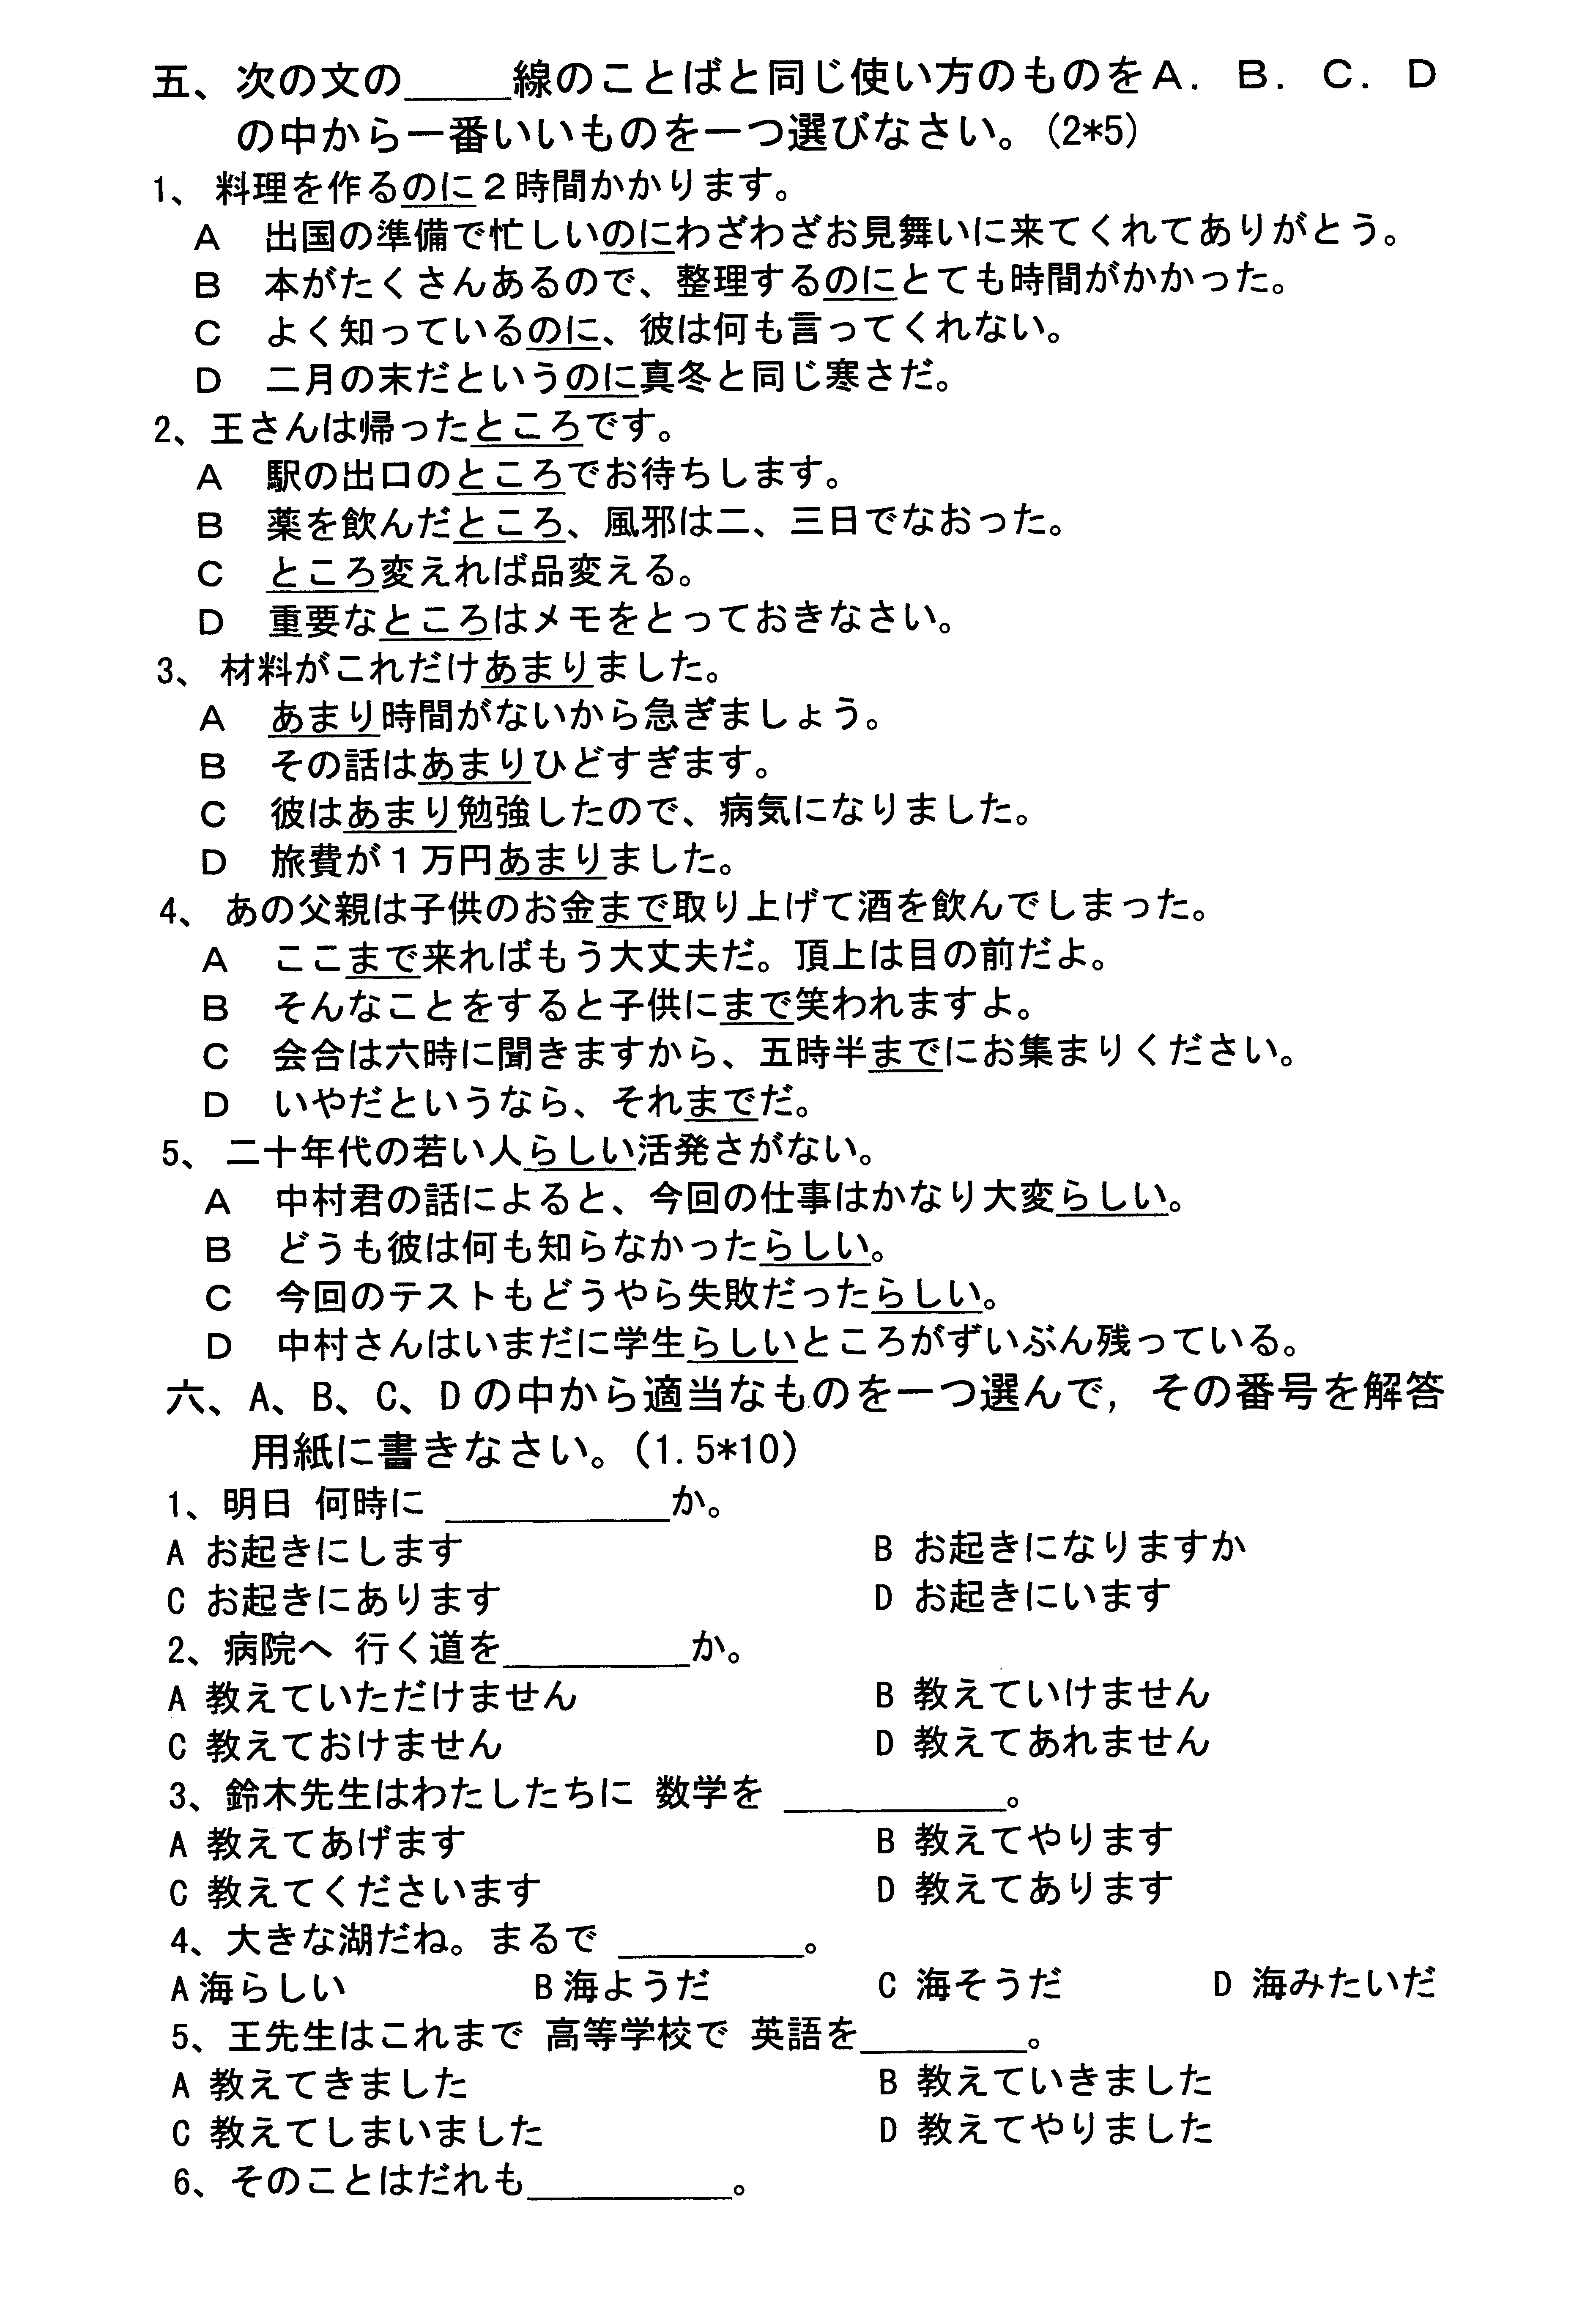 五、次の文の_____線のことばと同じ使い方のものをＡ．Ｂ．Ｃ．Ｄ
の中から一番いいものを一つ選びなさい。(2*5)
1、 料理を作るのに２時間かかります。
Ａ 出国の準備で忙しいのにわざわざお見舞いに来てくれてありがとう。
Ｂ 本がたくさんあるので、整理するのにとても時間がかかった。
Ｃ よく知っているのに、彼は何も言ってくれない。
Ｄ 二月の末だというのに真冬と同じ寒さだ。
2、王さんは帰ったところです。
Ａ 駅の出口のところでお待ちします。
Ｂ 薬を飲んだところ、風邪は二、三日でなおった。
Ｃ ところ変えれば品変える。
Ｄ 重要なところはメモをとっておきなさい。
3、 材料がこれだけあまりました。
Ａ あまり時間がないから急ぎましょう。
Ｂ その話はあまりひどすぎます。
Ｃ 彼はあまり勉強したので、病気になりました。
Ｄ 旅費が１万円あまりました。
4、 あの父親は子供のお金まで取り上げて酒を飲んでしまった。
Ａ ここまで来ればもう大丈夫だ。頂上は目の前だよ。
Ｂ そんなことをすると子供にまで笑われますよ。
Ｃ 会合は六時に聞きますから、五時半までにお集まりください。
Ｄ いやだというなら、それまでだ。
5、 二十年代の若い人らしい活発さがない。
Ａ 中村君の話によると、今回の仕事はかなり大変らしい。
Ｂ どうも彼は何も知らなかったらしい。
Ｃ 今回のテストもどうやら失敗だったらしい。
Ｄ 中村さんはいまだに学生らしいところがずいぶん残っている。
六、A、B、C、D の中から適当なものを一つ選んで，その番号を解答
用紙に書きなさい。(1.5*10)
1、明日 何時に ___________か。
A お起きにします B お起きになりますか
C お起きにあります D お起きにいます
2、病院へ 行く道を_________か。
A 教えていただけません B 教えていけません
C 教えておけません D 教えてあれません
3、鈴木先生はわたしたちに 数学を ___________。
A 教えてあげます B 教えてやります
C 教えてくださいます D 教えてあります
4、大きな湖だね。まるで _________。
A 海らしい B 海ようだ C 海そうだ D 海みたいだ
5、王先生はこれまで 高等学校で 英語を________。
A 教えてきました B 教えていきました
C 教えてしまいました D 教えてやりました
6、そのことはだれも__________。